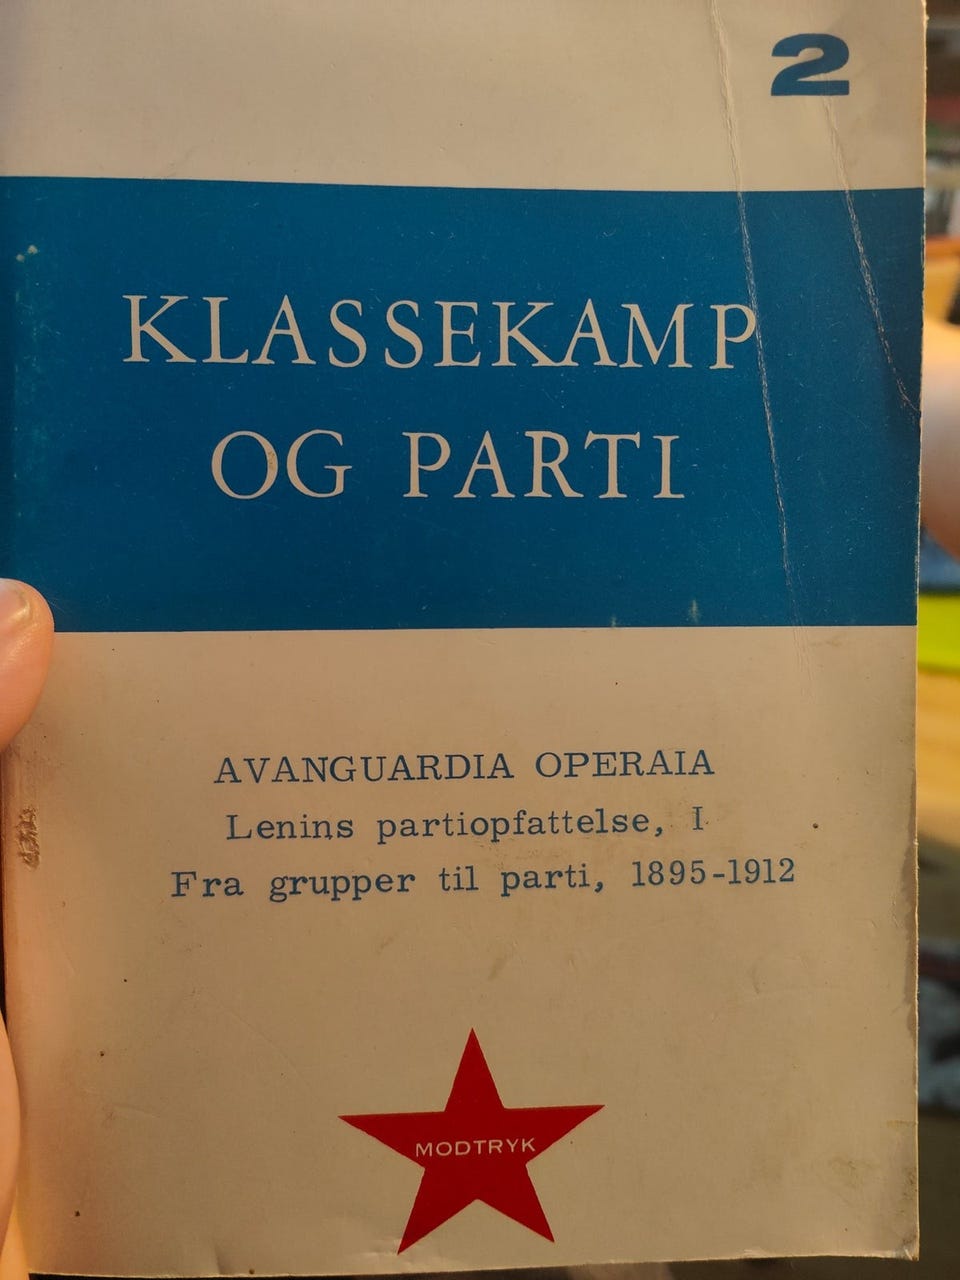 2
KLASSEKAMP
OG PARTI
AVANGUARDIA OPERAIA
Lenins partiopfattelse, I
Fra grupper til parti, 1895-1912
MODTRYK